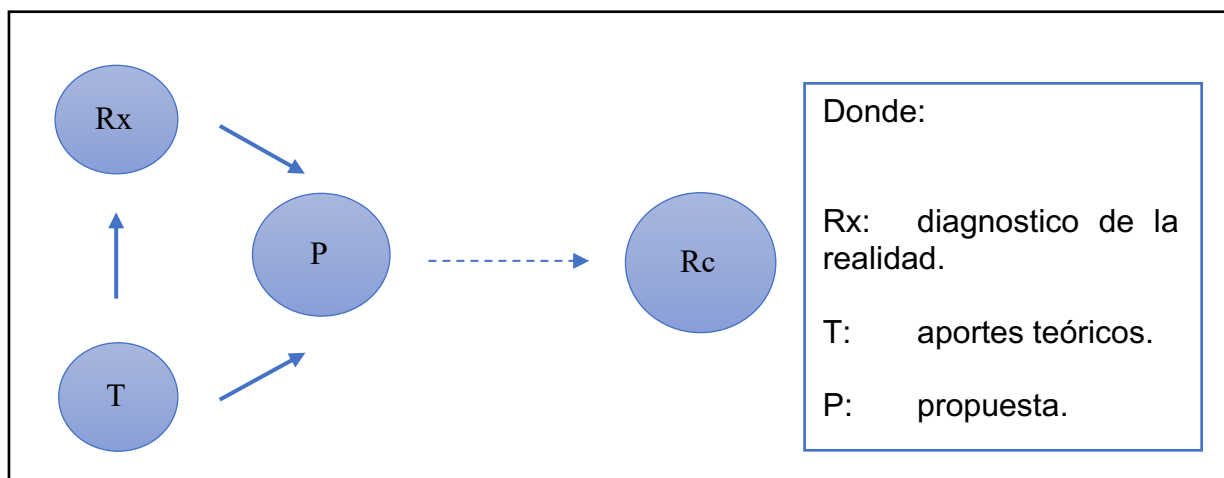 Rx
P
Rc
T
Donde:
Rx: diagnostico de la
realidad.
T: aportes teóricos.
P: propuesta.